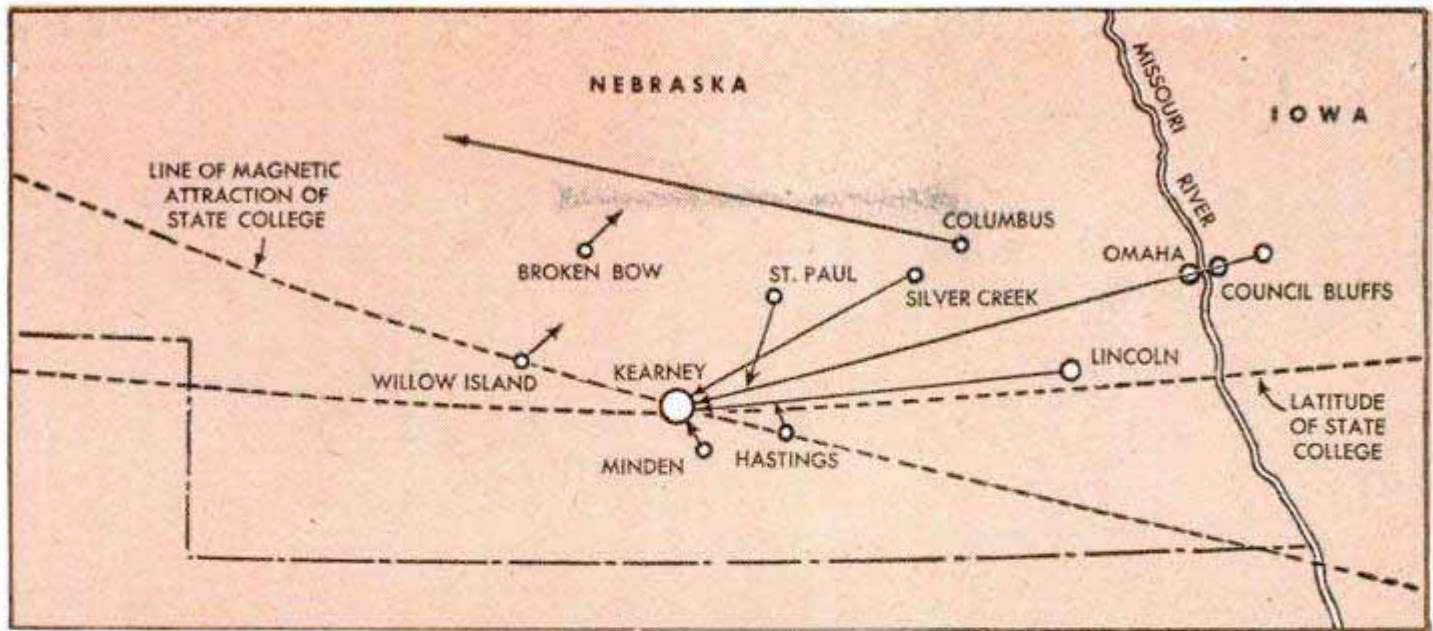 NEBRASKA
IOWA
MISSOURI
RIVER
LINE OF MAGNETIC
ATTRACTION OF
STATE COLLEGE
BROKEN BOW
COLUMBUS
ST. PAUL
SILVER CREEK
OMAHA
COUNCIL BLUFFS
WILLOW ISLAND
KEARNEY
LINCOLN
LATITUDE
OF STATE
COLLEGE
MINDEN
HASTINGS